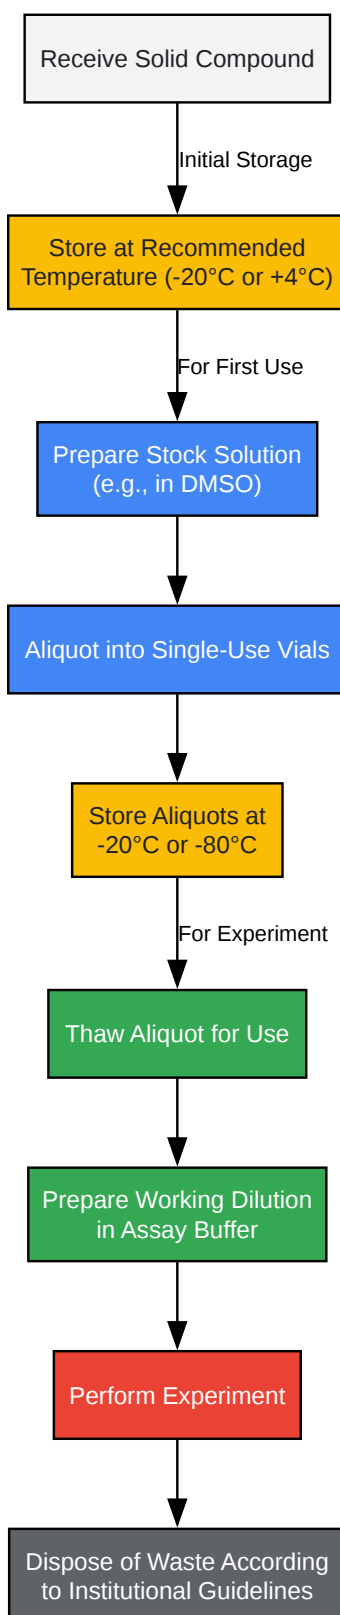 Receive Solid Compound
Initial Storage
Store at Recommended
Temperature (-20°C or +4°C)
For First Use
Prepare Stock Solution
(e.g., in DMSO)
Aliquot into Single-Use Vials
Store Aliquots at
-20°C or -80°C
For Experiment
Thaw Aliquot for Use
Prepare Working Dilution
in Assay Buffer
Perform Experiment
Dispose of Waste According
to Institutional Guidelines